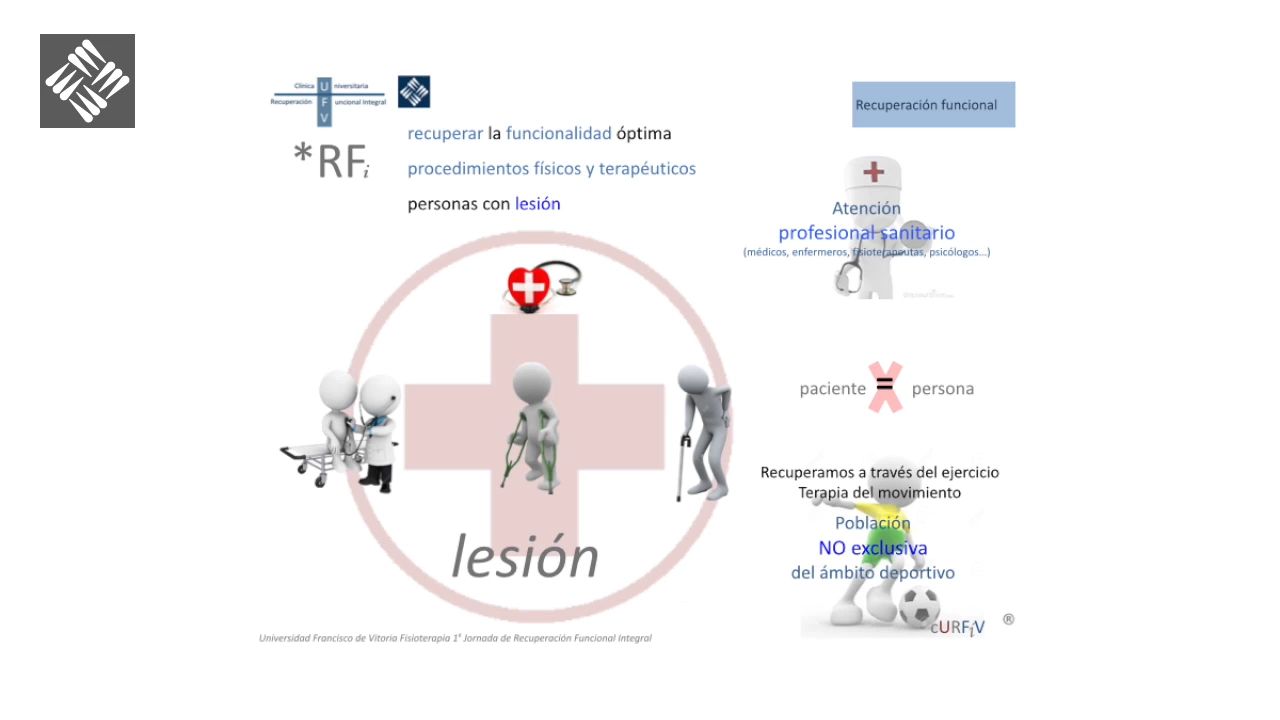 Clínica Universitaria
Recuperación Funcional Integral
V
*RFi
recuperar la funcionalidad óptima
procedimientos físicos y terapéuticos
personas con lesión
lesión
Universidad Francisco de Vitoria Fisioterapia 1ª Jornada de Recuperación Funcional Integral
Recuperación funcional
Atención
profesional sanitario
(médicos, enfermeros, fisioterapeutas, psicólogos...)
paciente = persona
Recuperamos a través del ejercicio
Terapia del movimiento
Población
NO exclusiva
del ámbito deportivo
cURFiV ®